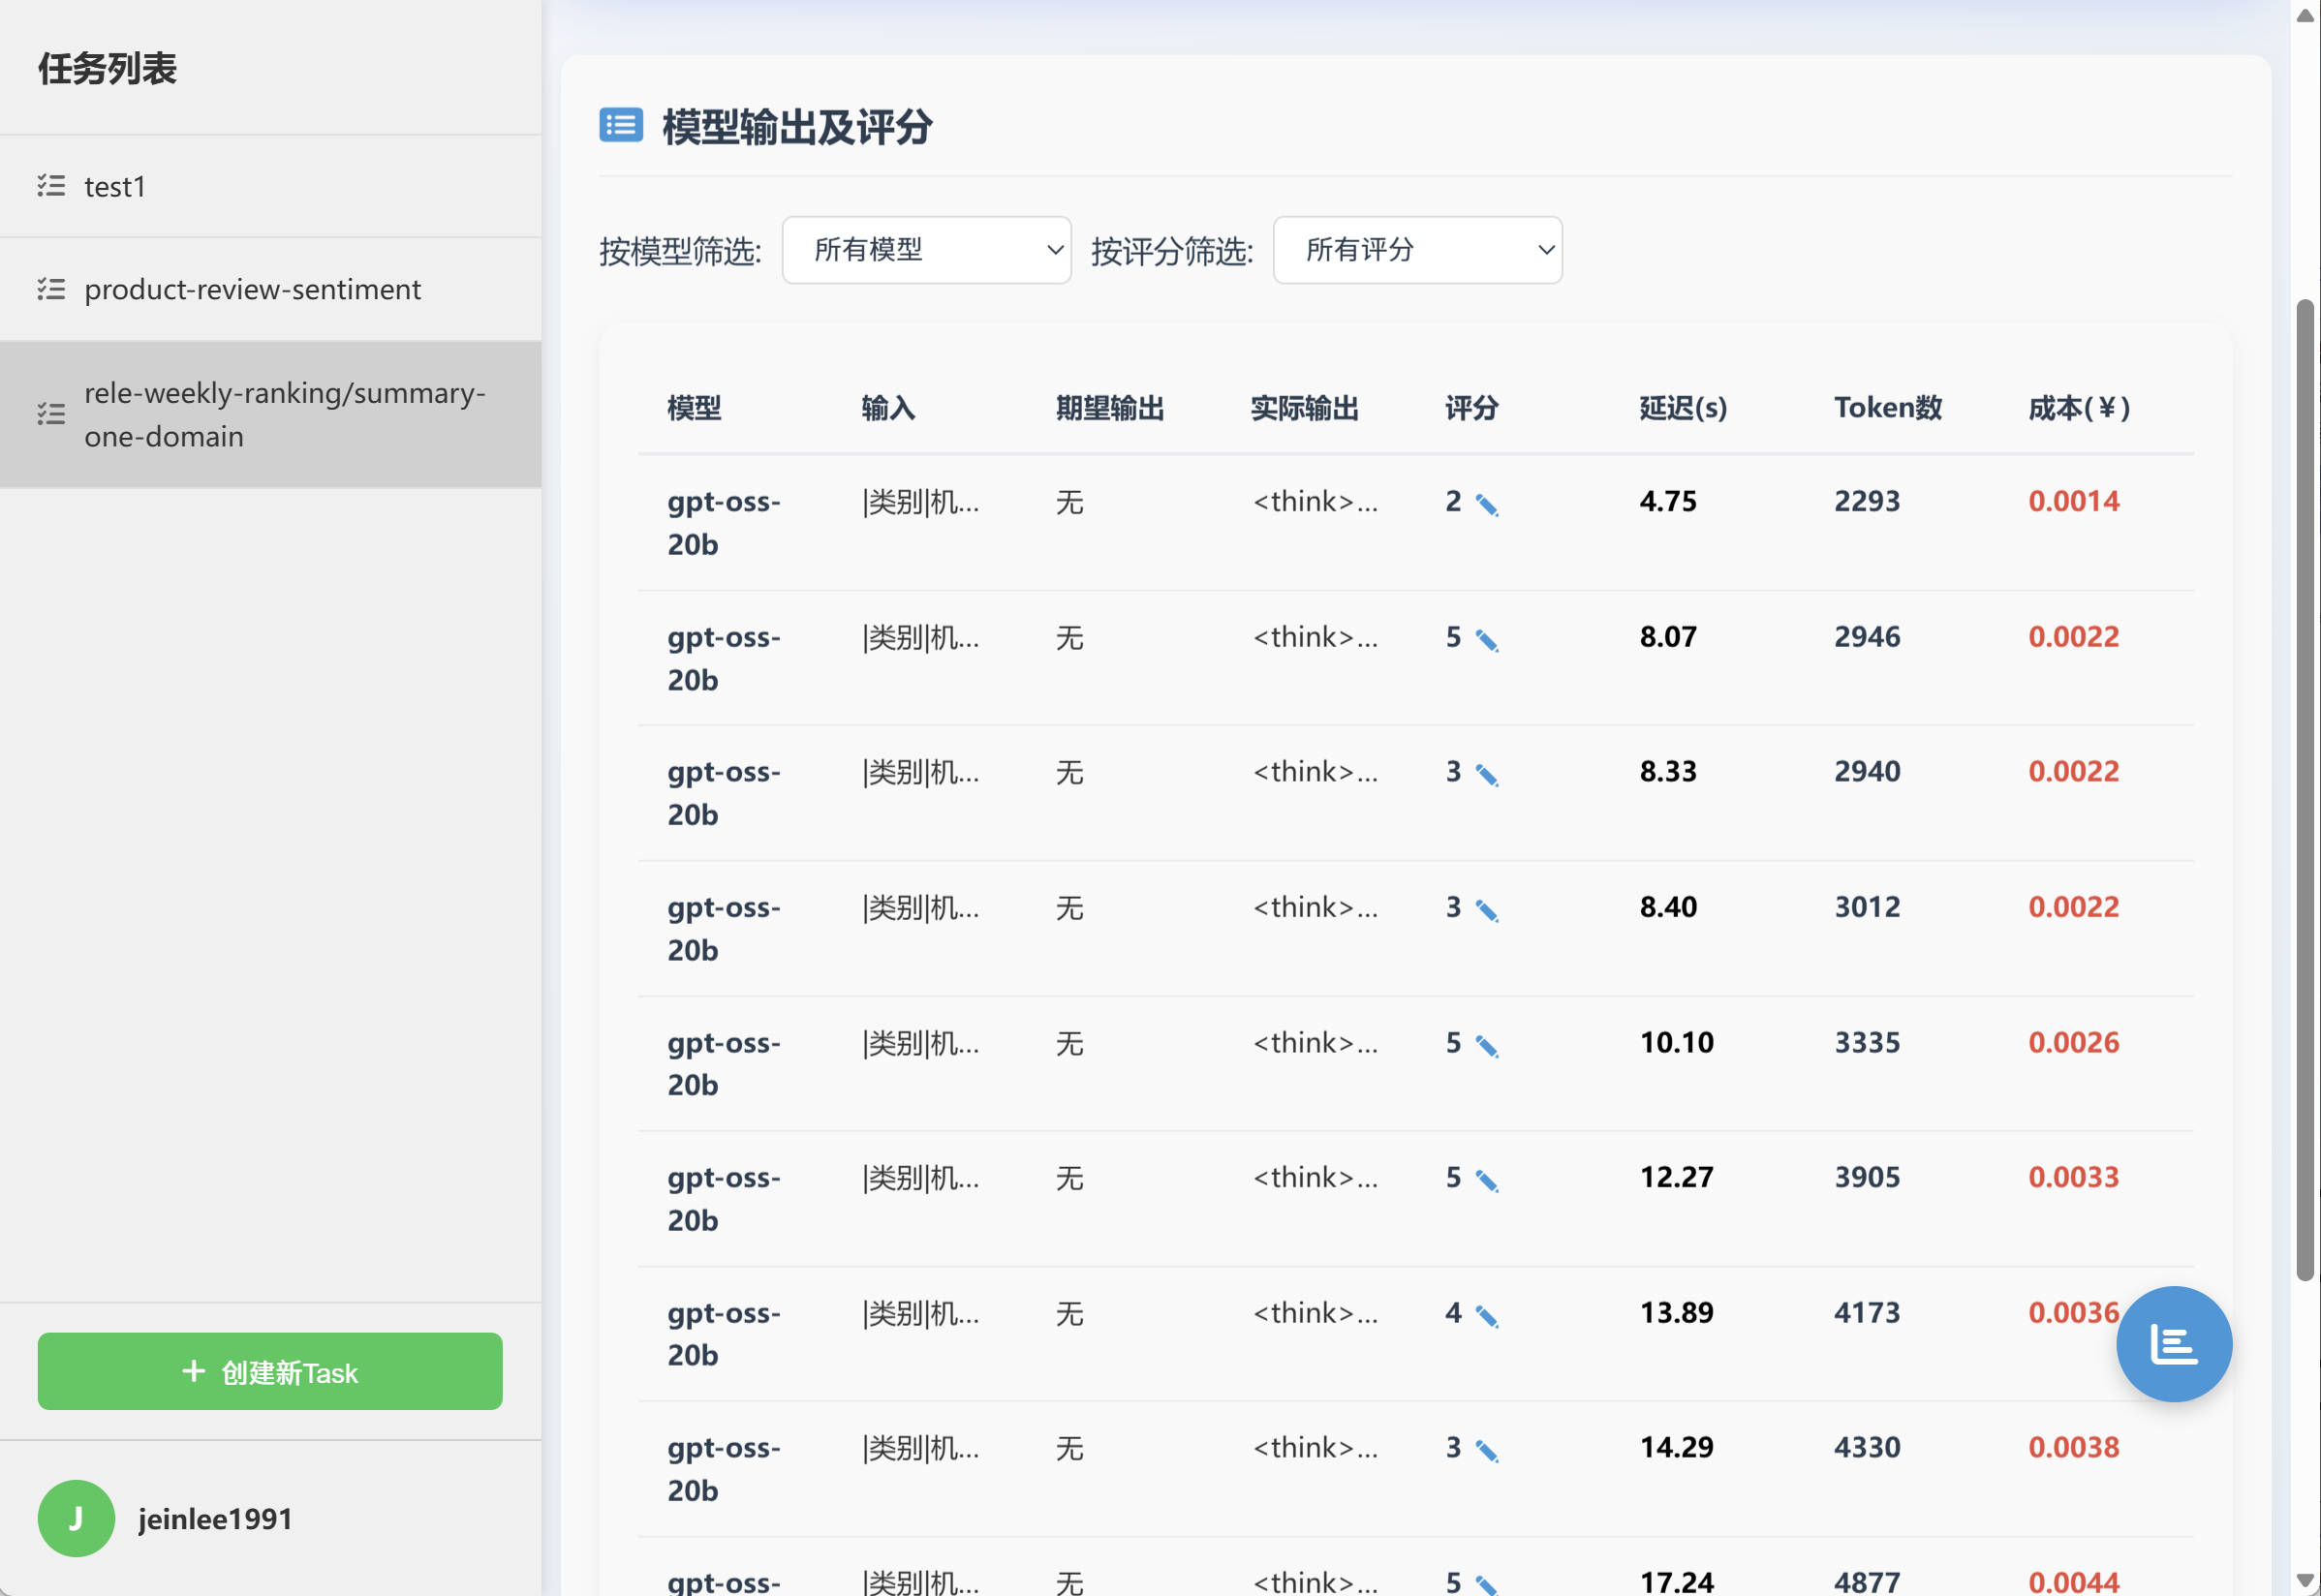 任务列表
test1
product-review-sentiment
rele-weekly-ranking/summary-
one-domain
创建新Task
J
jeinlee1991
模型输出及评分
按模型筛选: 所有模型 按评分筛选: 所有评分
模型 输入 期望输出 实际输出 评分 延迟(s) Token数 成本(¥)
gpt-oss- |类别|机... 无 <think>... 2 4.75 2293 0.0014
20b
gpt-oss- |类别|机... 无 <think>... 5 8.07 2946 0.0022
20b
gpt-oss- |类别|机... 无 <think>... 3 8.33 2940 0.0022
20b
gpt-oss- |类别|机... 无 <think>... 3 8.40 3012 0.0022
20b
gpt-oss- |类别|机... 无 <think>... 5 10.10 3335 0.0026
20b
gpt-oss- |类别|机... 无 <think>... 5 12.27 3905 0.0033
20b
gpt-oss- |类别|机... 无 <think>... 4 13.89 4173 0.0036
20b
gpt-oss- |类别|机... 无 <think>... 3 14.29 4330 0.0038
20b
gpt-oss- |类别|机... 无 <think>... 5 17.24 4877 0.0044